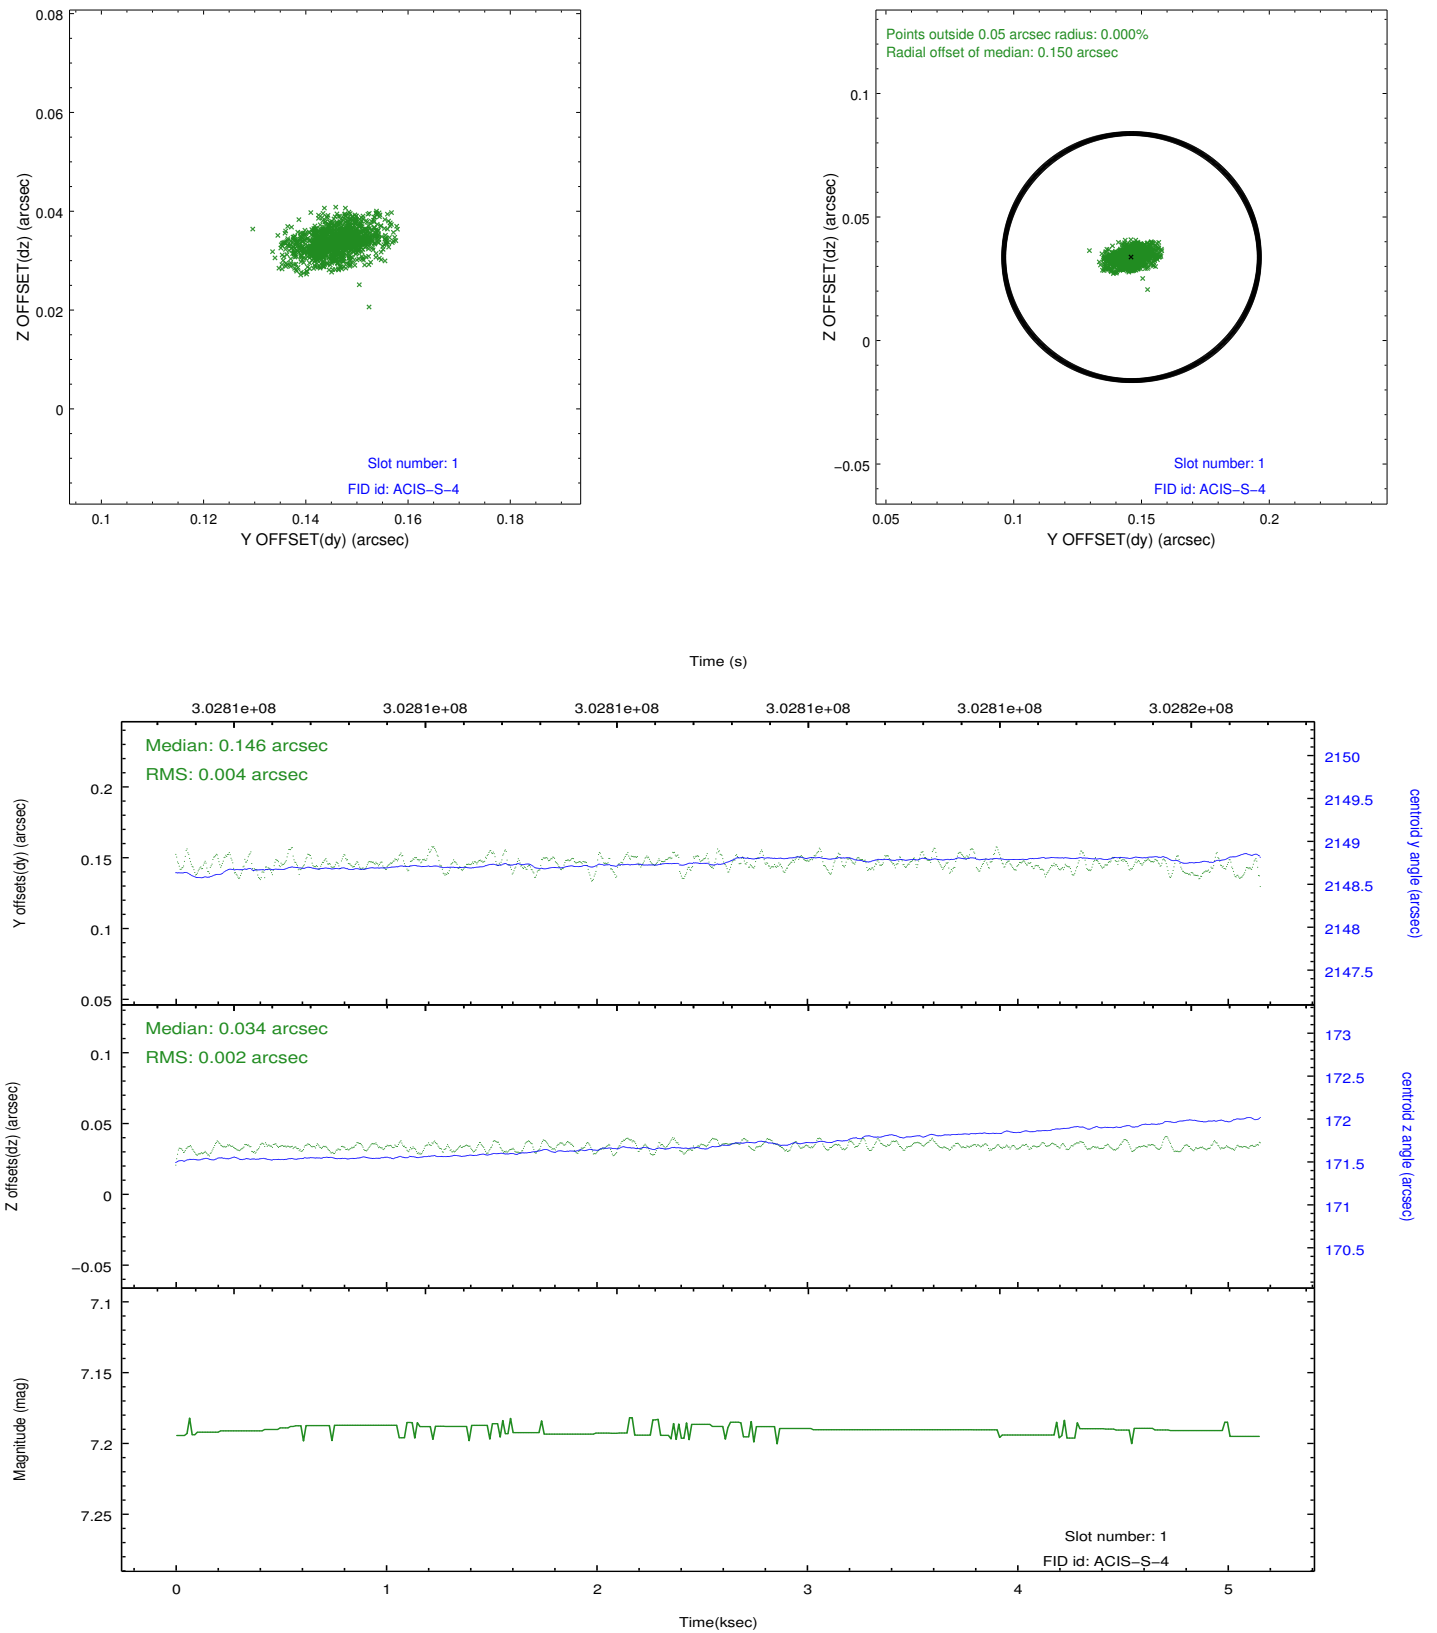 0.08
0.06
0.04
0.02
0
Z OFFSET(dz) (arcsec)
Slot number: 1
FID id: ACIS−S−4
0.1 0.12 0.14 0.16 0.18
Y OFFSET(dy) (arcsec)
Points outside 0.05 arcsec radius: 0.000%
Radial offset of median: 0.150 arcsec
0.1
0.05
0
−0.05
Z OFFSET(dz) (arcsec)
Slot number: 1
FID id: ACIS−S−4
0.05 0.1 0.15 0.2
Y OFFSET(dy) (arcsec)
Time (s)
3.0281e+08 3.0281e+08 3.0281e+08 3.0281e+08 3.0281e+08 3.0282e+08
Median: 0.146 arcsec
RMS: 0.004 arcsec
0.2
0.15
0.1
0.05
Y offsets(dy) (arcsec)
2150
2149.5
2149
2148.5
2148
2147.5
centroid y angle (arcsec)
Median: 0.034 arcsec
RMS: 0.002 arcsec
0.1
0.05
0
−0.05
Z offsets(dz) (arcsec)
173
172.5
172
171.5
171
170.5
centroid z angle (arcsec)
7.1
7.15
7.2
7.25
Magnitude (mag)
Slot number: 1
FID id: ACIS−S−4
0 1 2 3 4 5
Time(ksec)